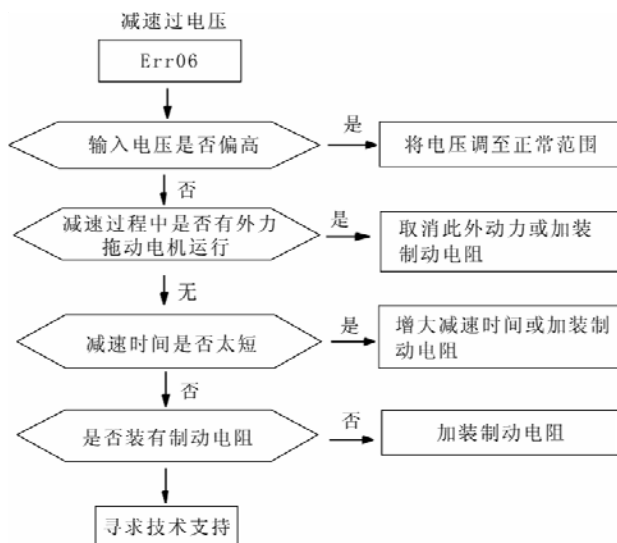 减速过电压
Err06
输入电压是否偏高
是
将电压调至正常范围
否
减速过程中是否有外力
拖动电机运行
是
取消此外动力或加装
制动电阻
无
减速时间是否太短
是
增大减速时间或加装制
动电阻
否
是否装有制动电阻
否
加装制动电阻
寻求技术支持